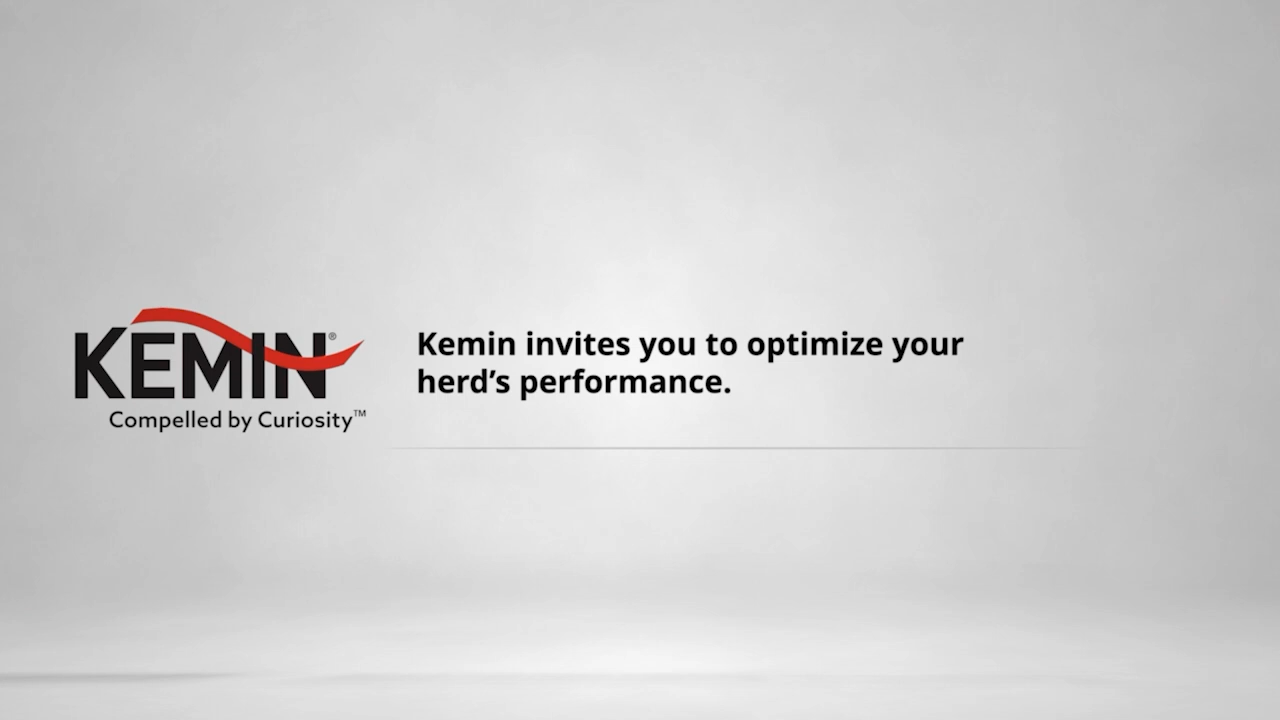 KEMIN®
Compelled by Curiosity™
Kemin invites you to optimize your
herd’s performance.